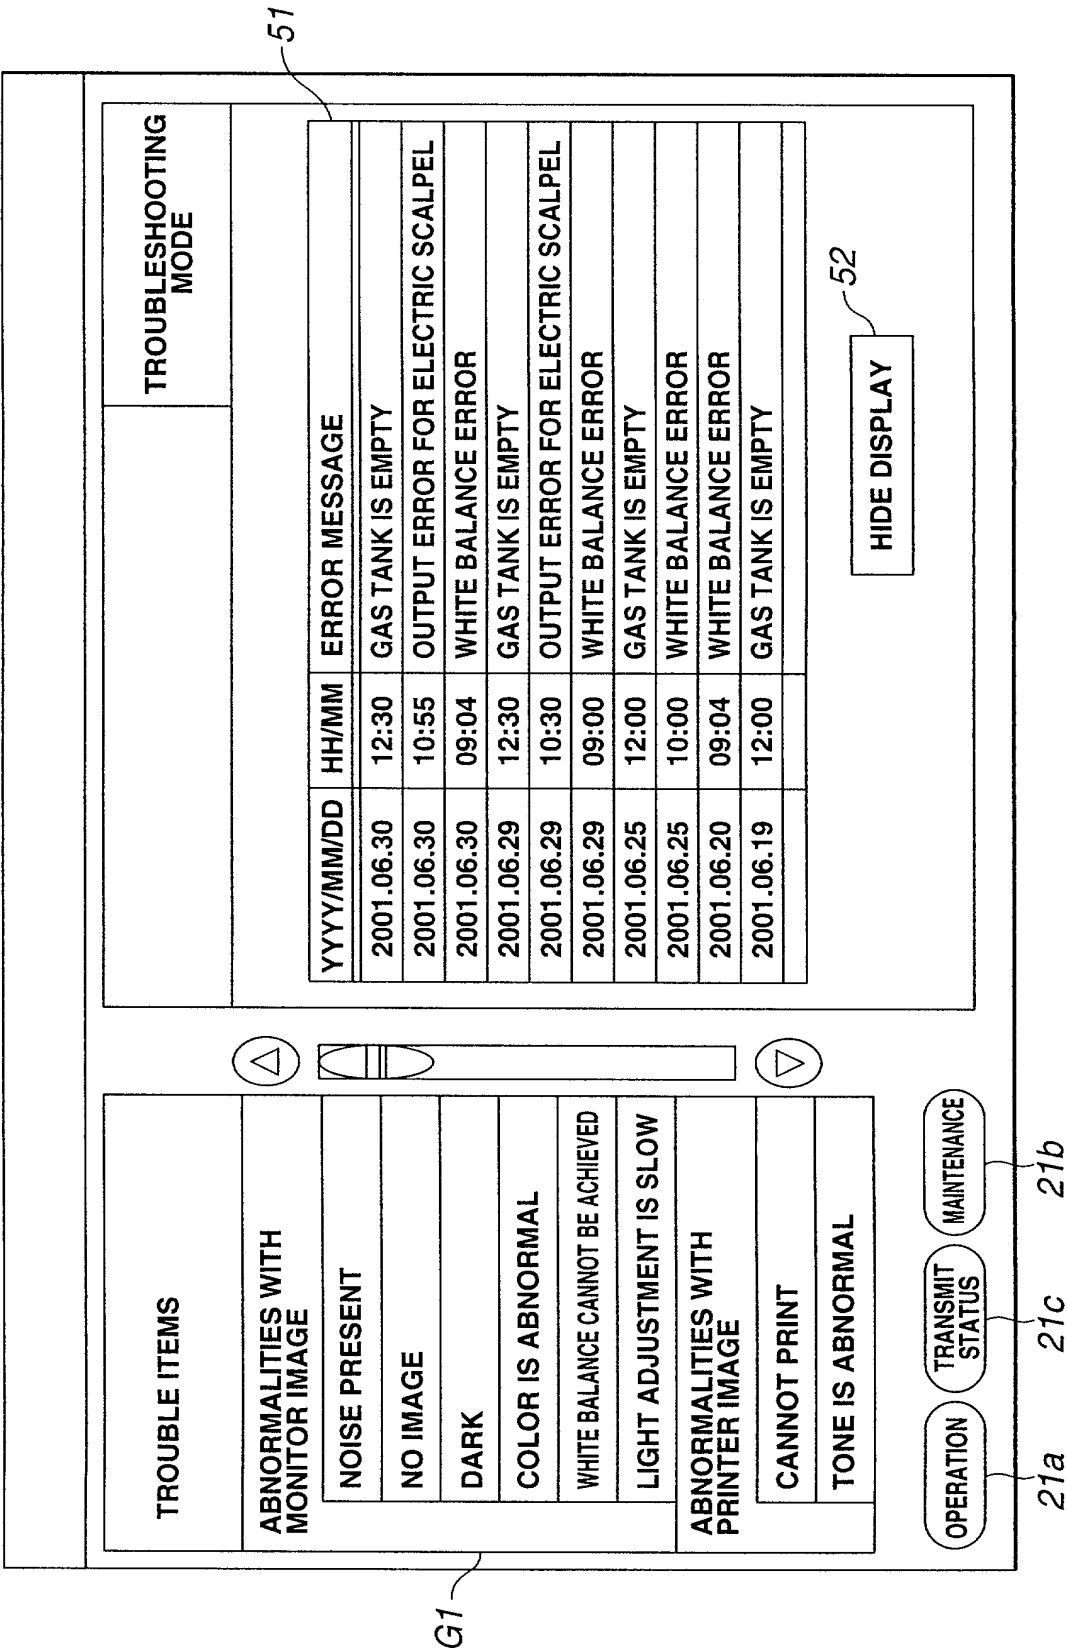 TROUBLE ITEMS
ABNORMALITIES WITH
MONITOR IMAGE
NOISE PRESENT
NO IMAGE
DARK
COLOR IS ABNORMAL
WHITE BALANCE CANNOT BE ACHIEVED
LIGHT ADJUSTMENT IS SLOW
ABNORMALITIES WITH
PRINTER IMAGE
CANNOT PRINT
TONE IS ABNORMAL
G1
TROUBLESHOOTING
MODE
51
YYYY/MM/DD HH/MM ERROR MESSAGE
2001.06.30 12:30 GAS TANK IS EMPTY
2001.06.30 10:55 OUTPUT ERROR FOR ELECTRIC SCALPEL
2001.06.30 09:04 WHITE BALANCE ERROR
2001.06.29 12:30 GAS TANK IS EMPTY
2001.06.29 10:30 OUTPUT ERROR FOR ELECTRIC SCALPEL
2001.06.29 09:00 WHITE BALANCE ERROR
2001.06.25 12:00 GAS TANK IS EMPTY
2001.06.25 10:00 WHITE BALANCE ERROR
2001.06.20 09:04 WHITE BALANCE ERROR
2001.06.19 12:00 GAS TANK IS EMPTY
HIDE DISPLAY
52
OPERATION
TRANSMIT
STATUS
MAINTENANCE
21a
21c
21b